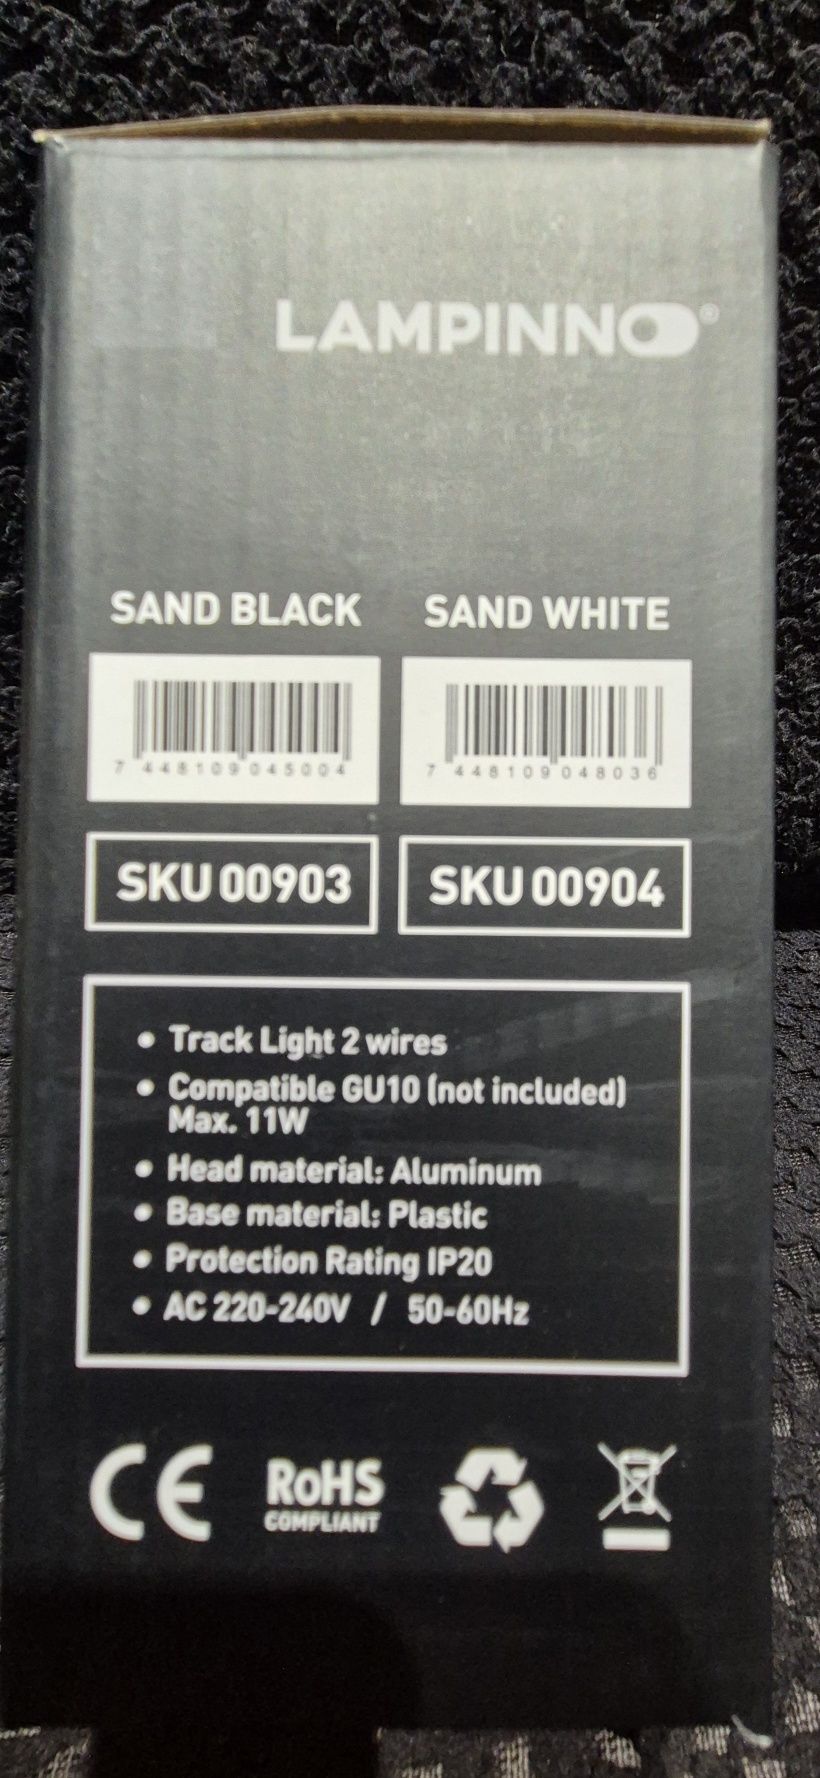 LAMPINNO®
SAND BLACK
SAND WHITE
7 448109 045004
7 448109 048036
SKU 00903
SKU 00904
• Track Light 2 wires
• Compatible GU10 (not included)
Max. 11W
• Head material: Aluminum
• Base material: Plastic
• Protection Rating IP20
• AC 220-240V / 50-60Hz
CE
RoHS
COMPLIANT